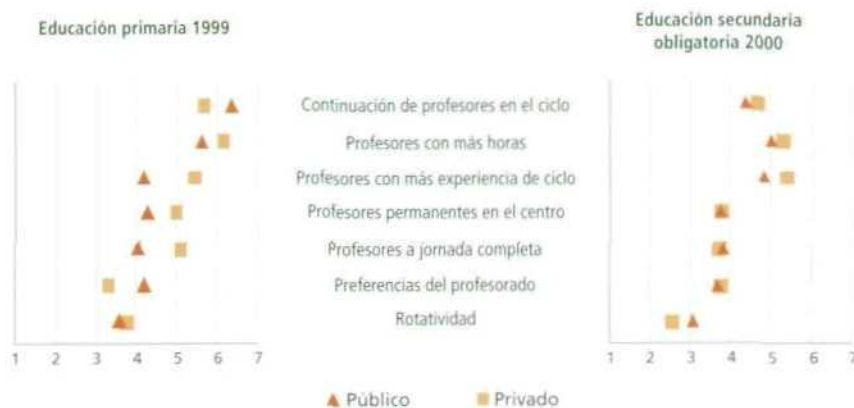 Educación primaria 1999
Educación secundaria
obligatoria 2000
Continuación de profesores en el ciclo
Profesores con más horas
Profesores con más experiencia de ciclo
Profesores permanentes en el centro
Profesores a jornada completa
Preferencias del profesorado
Rotatividad
1 2 3 4 5 6 7
1 2 3 4 5 6 7
Público Privado